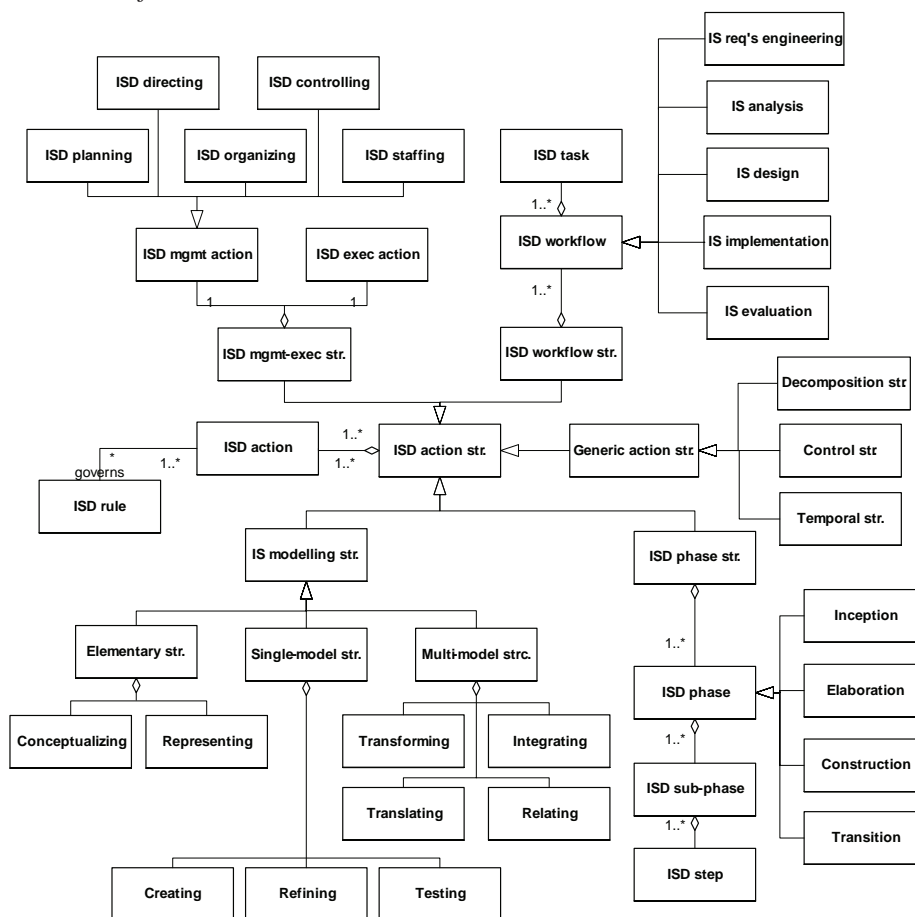 IS req's engineering
ISD directing
ISD controlling
IS analysis
ISD planning
ISD organizing
ISD staffing
ISD task
IS design
1..*
ISD mgmt action
ISD exec action
ISD workflow
IS implementation
1..*
1
1
IS evaluation
ISD mgmt-exec str.
ISD workflow str.
Decomposition str
ISD action
1..*
ISD action str.
Generic action str.
Control str
*
1..*
1..*
governs
ISD rule
Temporal str.
IS modelling str.
ISD phase str.
Inception
Elementary str.
Single-model str.
Multi-model strc.
1..*
ISD phase
Elaboration
Conceptualizing
Representing
Transforming
Integrating
1..*
Construction
ISD sub-phase
Translating
Relating
1..*
Transition
ISD step
Creating
Refining
Testing